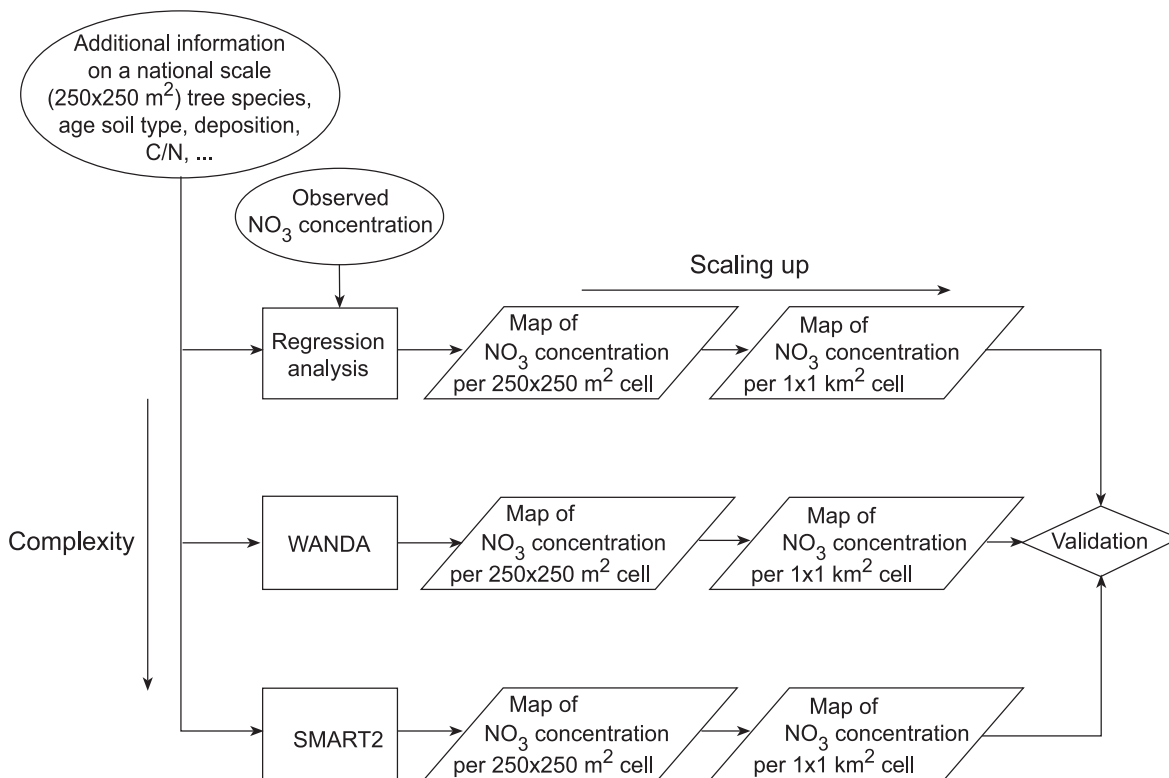 Additional information
on a national scale
(250x250 m²) tree species,
age soil type, deposition,
C/N, ...
Observed
NO₃ concentration
Scaling up
Regression
analysis
Map of
NO₃ concentration
per 250x250 m² cell
Map of
NO₃ concentration
per 1x1 km² cell
Complexity
WANDA
Map of
NO₃ concentration
per 250x250 m² cell
Map of
NO₃ concentration
per 1x1 km² cell
Validation
SMART2
Map of
NO₃ concentration
per 250x250 m² cell
Map of
NO₃ concentration
per 1x1 km² cell